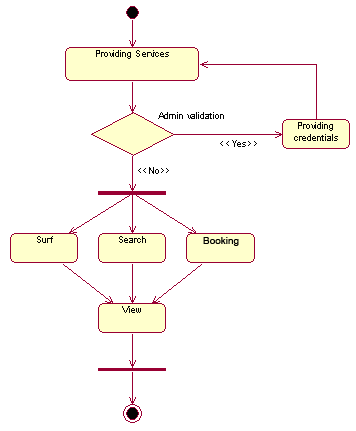 Providing Services
Admin validation
<<Yes>>
Providing
credentials
<<No>>
Surf
Search
Booking
View